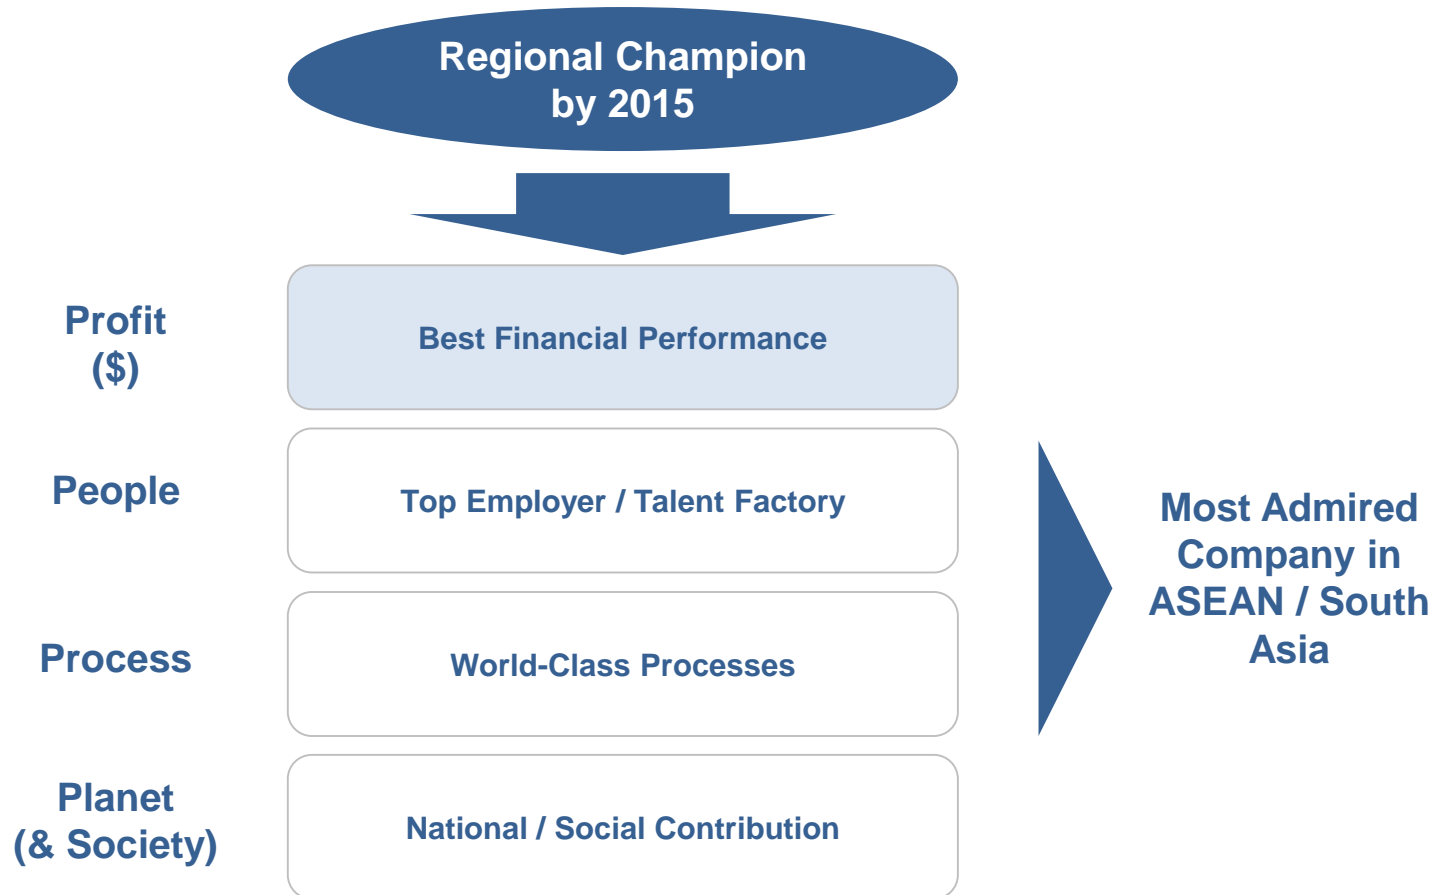 Regional Champion
by 2015
Profit
($)
Best Financial Performance
People
Top Employer / Talent Factory
Process
World-Class Processes
Planet
(& Society)
National / Social Contribution
Most Admired
Company in
ASEAN / South
Asia